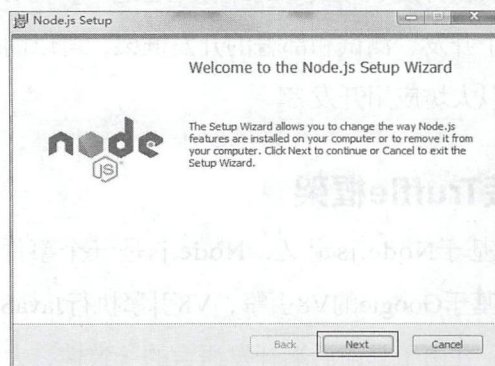 Node.js Setup
Welcome to the Node.js Setup Wizard
node
JS
The Setup Wizard allows you to change the way Node.js
features are installed on your computer or to remove it from
your computer. Click Next to continue or Cancel to exit the
Setup Wizard.
Back
Next
Cancel